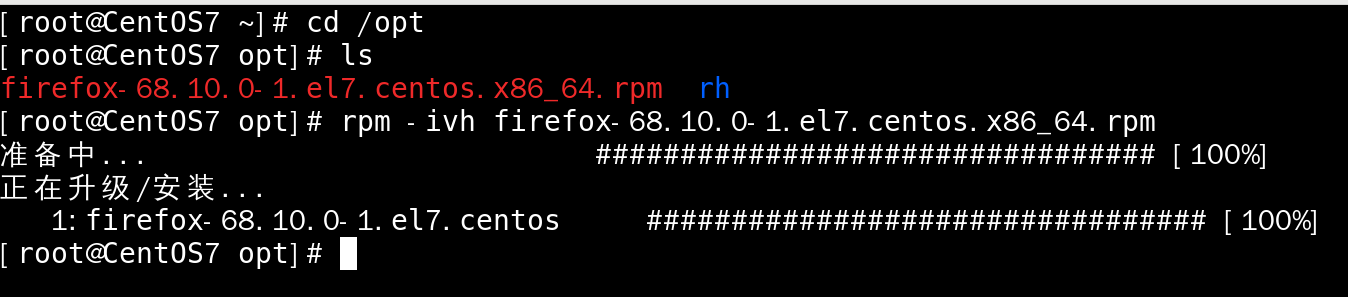 [root@CentOS7 ~]# cd /opt
[root@CentOS7 opt]# ls
firefox-68.10.0-1.el7.centos.x86_64.rpm  rh
[root@CentOS7 opt]# rpm -ivh firefox-68.10.0-1.el7.centos.x86_64.rpm
准备中...                          ################################# [100%]
正在升级/安装...
   1:firefox-68.10.0-1.el7.centos     ################################# [100%]
[root@CentOS7 opt]#